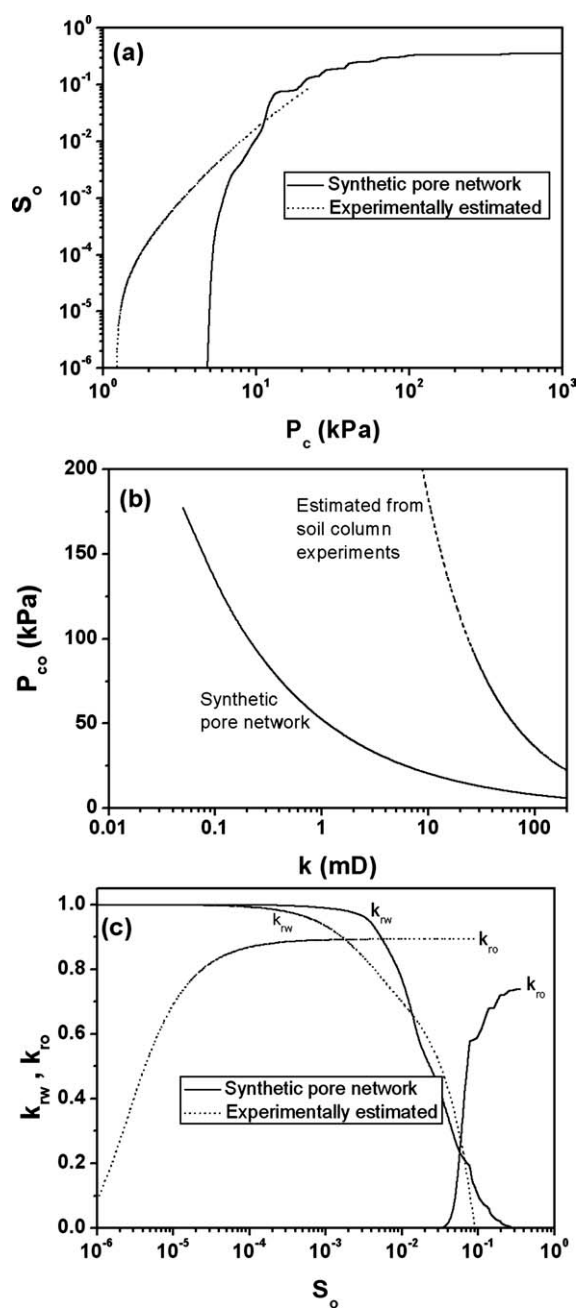 (a)
10^0
10^-1
10^-2
10^-3
10^-4
10^-5
10^-6
S_o
Synthetic pore network
Experimentally estimated
10^0 10^1 10^2 10^3
P_c (kPa)
(b)
200
150
100
50
0
P_co (kPa)
Estimated from
soil column
experiments
Synthetic
pore network
0.01 0.1 1 10 100
k (mD)
(c)
1.0
0.8
0.6
0.4
0.2
0.0
k_rw , k_ro
k_rw
k_rw
k_ro
k_ro
Synthetic pore network
Experimentally estimated
10^-6 10^-5 10^-4 10^-3 10^-2 10^-1 10^0
S_o